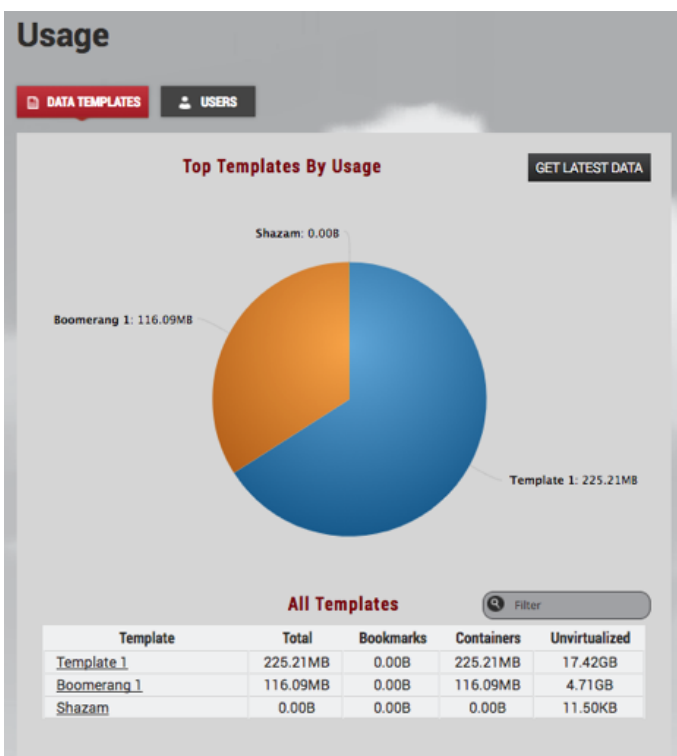 Usage
DATA TEMPLATES USERS
Top Templates By Usage GET LATEST DATA
Shazam: 0.00B
Boomerang 1: 116.09MB
Template 1: 225.21MB
All Templates Filter
Template Total Bookmarks Containers Unvirtualized
Template 1 225.21MB 0.00B 225.21MB 17.42GB
Boomerang 1 116.09MB 0.00B 116.09MB 4.71GB
Shazam 0.00B 0.00B 0.00B 11.50KB